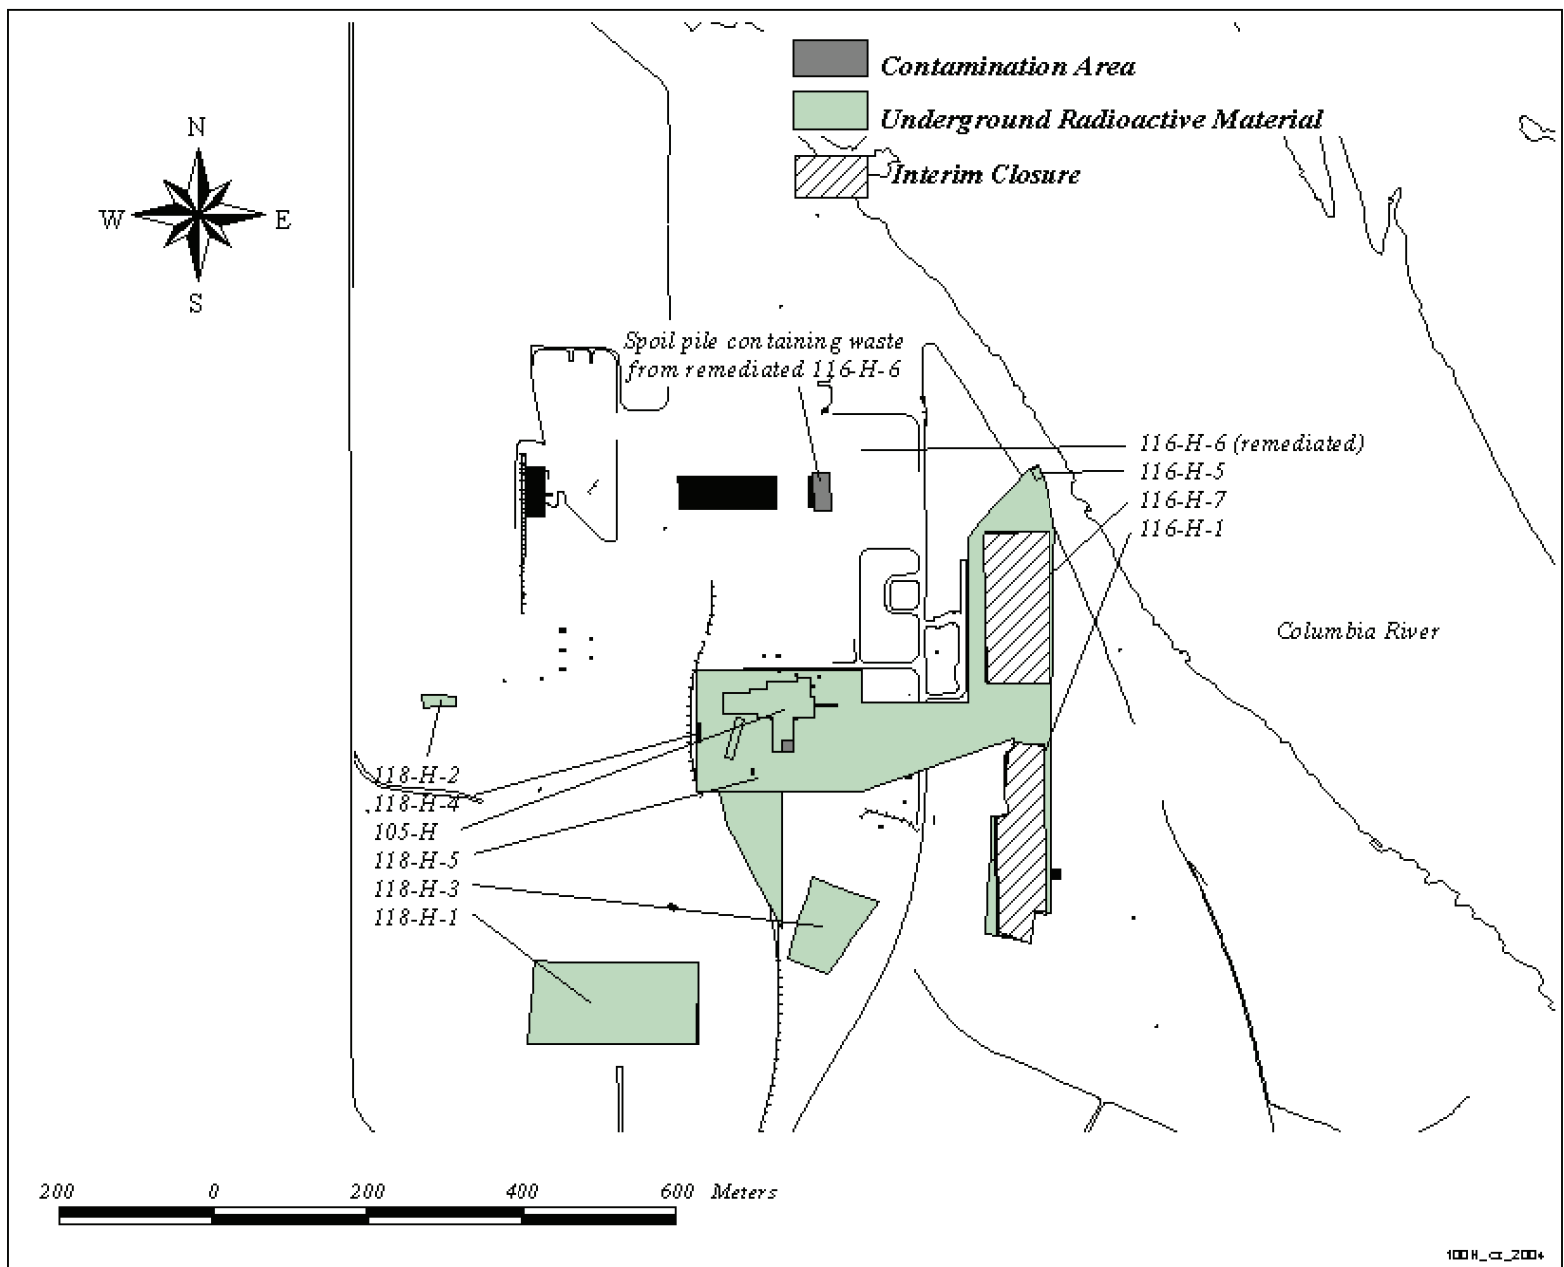 Contamination Area
Underground Radioactive Material
Interim Closure
N
W E
S
Spoil pile containing waste
from remediated 116-H-6
116-H-6 (remediated)
116-H-5
116-H-7
116-H-1
Columbia River
118-H-2
118-H-4
105-H
118-H-5
118-H-3
118-H-1
200 0 200 400 600 Meters